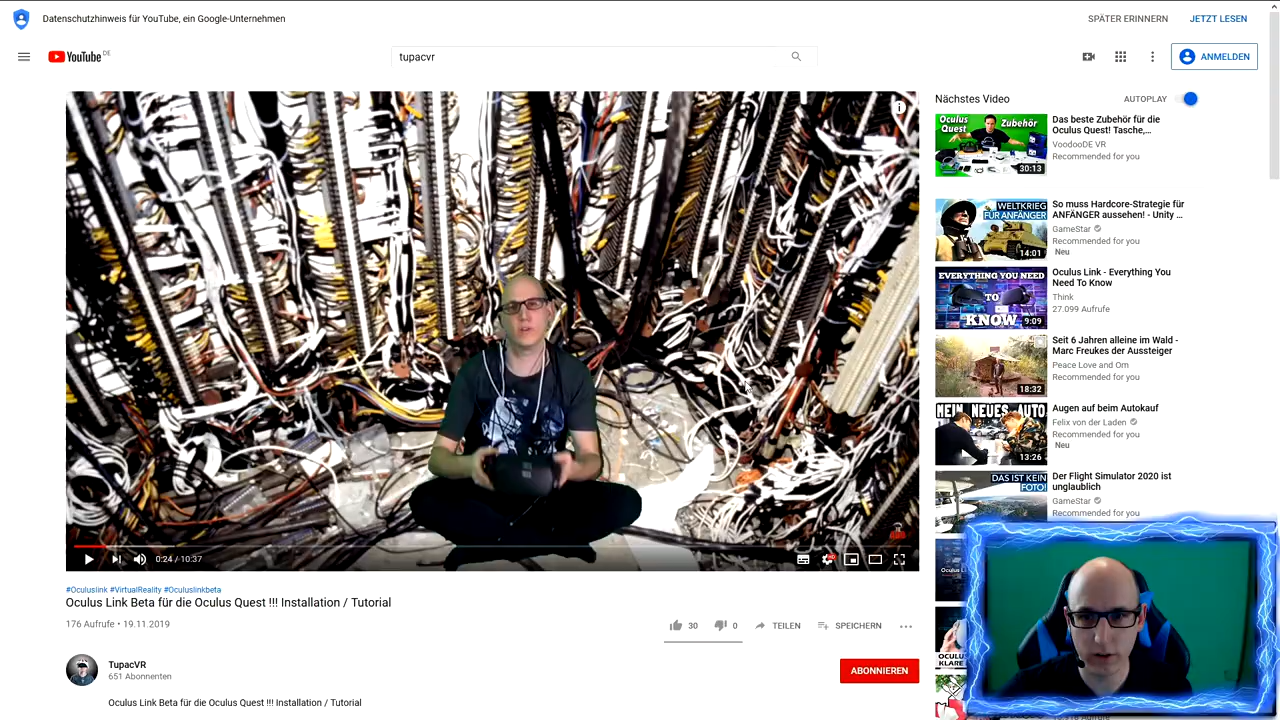 Datenschutzhinweis für YouTube, ein Google-Unternehmen
SPÄTER ERINNERN
JETZT LESEN
YouTube DE
tupacvr
ANMELDEN
0:24 / 10:37
HD
#Oculuslink #VirtualReality #Oculuslinkbeta
Oculus Link Beta für die Oculus Quest !!! Installation / Tutorial
176 Aufrufe • 19.11.2019
30
0
TEILEN
SPEICHERN
TupacVR
651 Abonnenten
ABONNIEREN
Oculus Link Beta für die Oculus Quest !!! Installation / Tutorial
Nächstes Video
AUTOPLAY
Oculus Quest Zubehör
30:13
Das beste Zubehör für die
Oculus Quest! Tasche,...
VoodooDE VR
Recommended for you
WELTKRIEG
FÜR ANFÄNGER
14:01
So muss Hardcore-Strategie für
ANFÄNGER aussehen! - Unity ...
GameStar
Recommended for you
Neu
EVERYTHING YOU NEED
TO
KNOW
9:09
Oculus Link - Everything You
Need To Know
Think
27.099 Aufrufe
18:32
Seit 6 Jahren alleine im Wald -
Marc Freukes der Aussteiger
Peace Love and Om
Recommended for you
MEIN NEUES AUTO
13:26
Augen auf beim Autokauf
Felix von der Laden
Recommended for you
Neu
DAS IST KEIN
FOTO!
Der Flight Simulator 2020 ist
unglaublich
GameStar
Recommended for you
OCULUS
KLARE